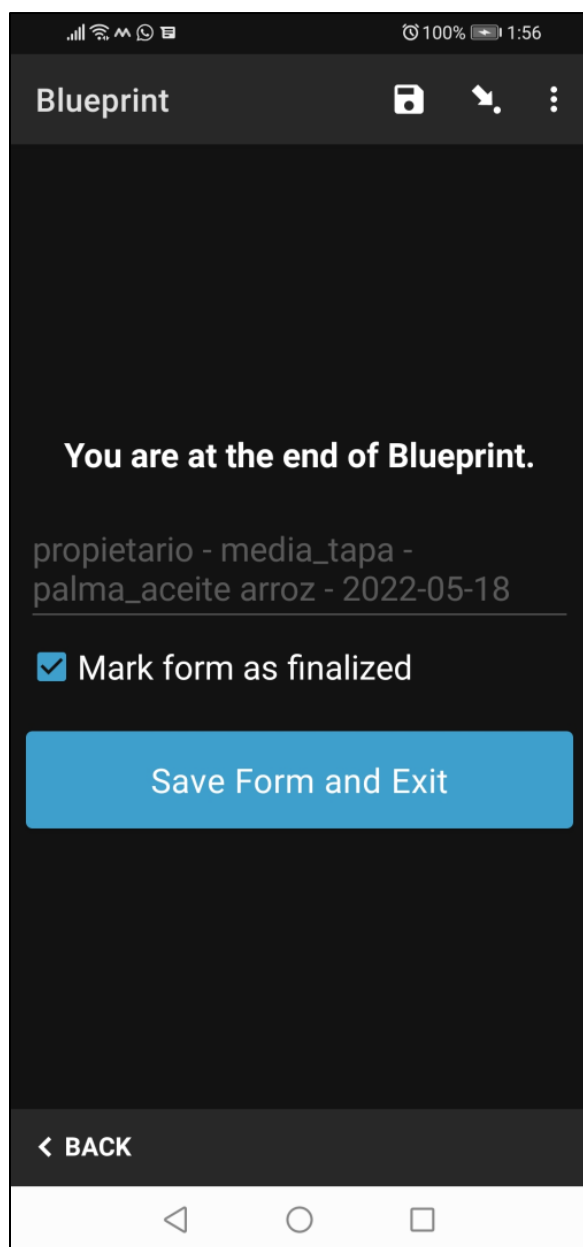 100% 1:56
Blueprint
You are at the end of Blueprint.
propietario - media_tapa -
palma_aceite arroz - 2022-05-18
Mark form as finalized
Save Form and Exit
BACK